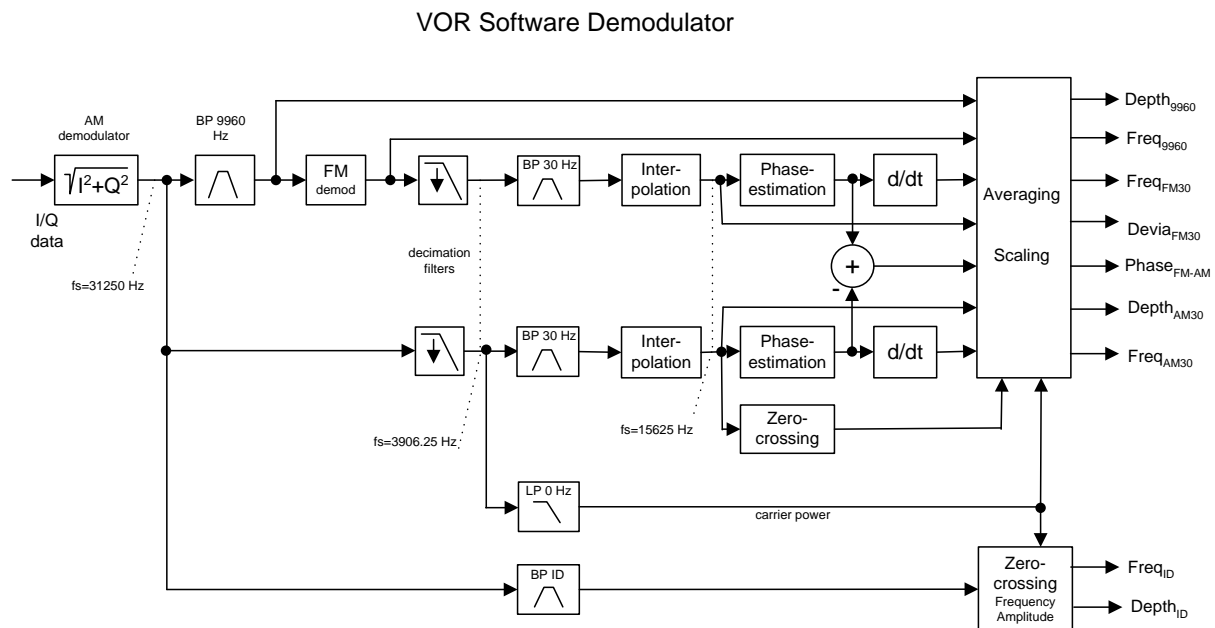 VOR Software Demodulator
AM
demodulator
BP 9960
Hz
√I²+Q²
I/Q
data
fs=31250 Hz
FM
demod
BP 30 Hz
Inter-
polation
Phase-
estimation
d/dt
decimation
filters
+
-
BP 30 Hz
Inter-
polation
Phase-
estimation
d/dt
fs=3906.25 Hz
fs=15625 Hz
Zero-
crossing
LP 0 Hz
carrier power
BP ID
Averaging
Scaling
Zero-
crossing
Frequency
Amplitude
Depth9960
Freq9960
FreqFM30
DeviaFM30
PhaseFM-AM
DepthAM30
FreqAM30
FreqID
DepthID